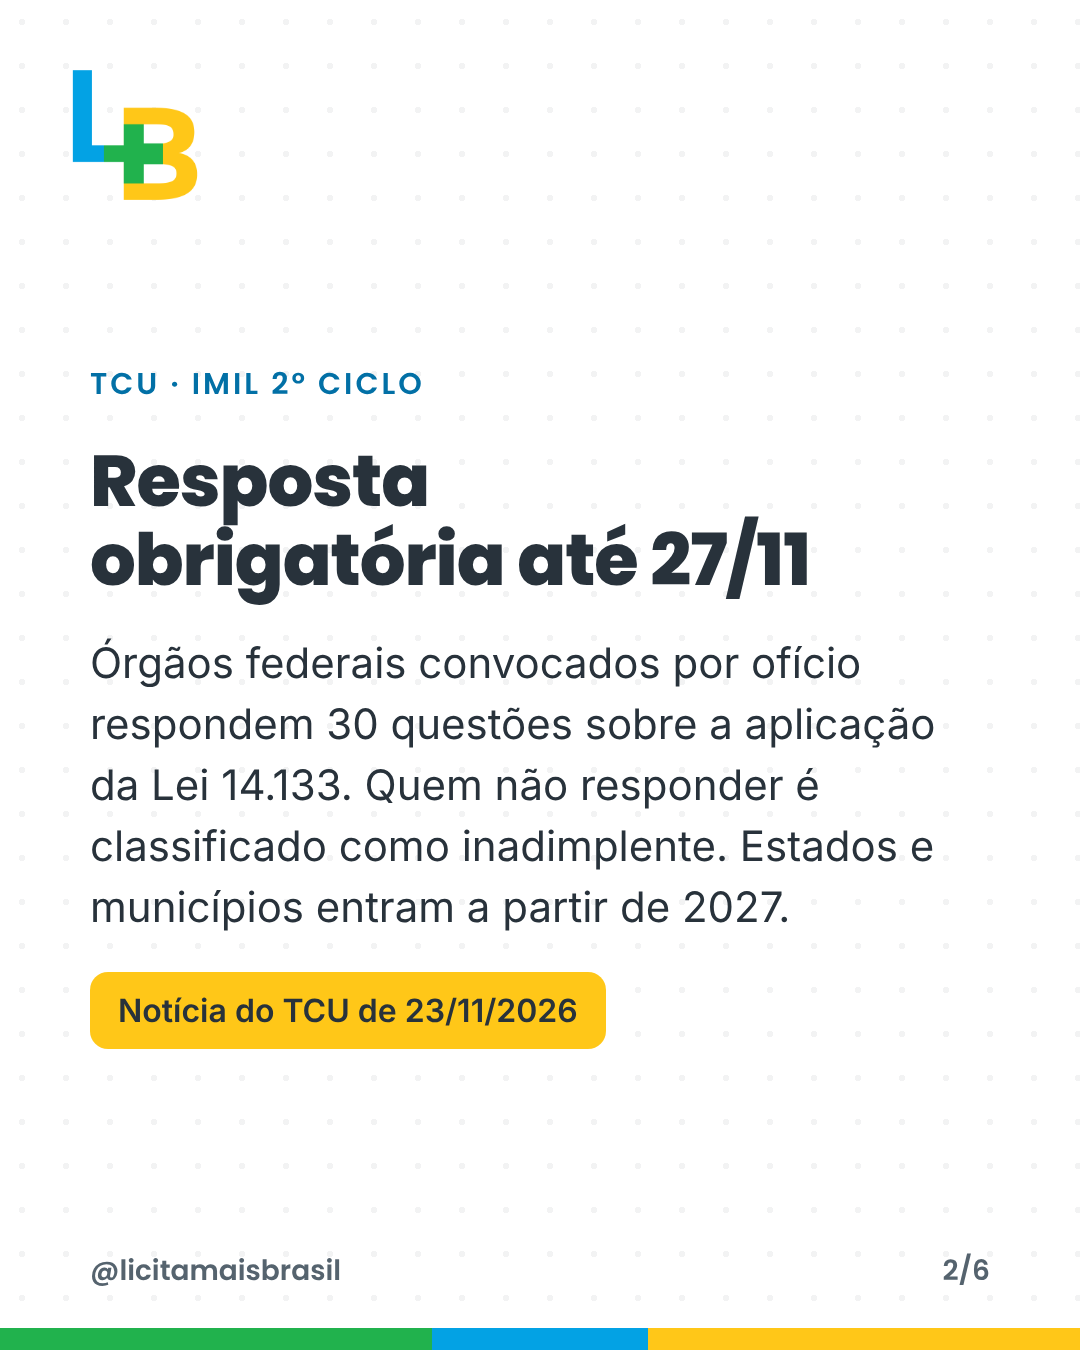 L+B
TCU · IMIL 2º CICLO
Resposta
obrigatória até 27/11
Órgãos federais convocados por ofício
respondem 30 questões sobre a aplicação
da Lei 14.133. Quem não responder é
classificado como inadimplente. Estados e
municípios entram a partir de 2027.
Notícia do TCU de 23/11/2026
@licitamaisbrasil
2/6